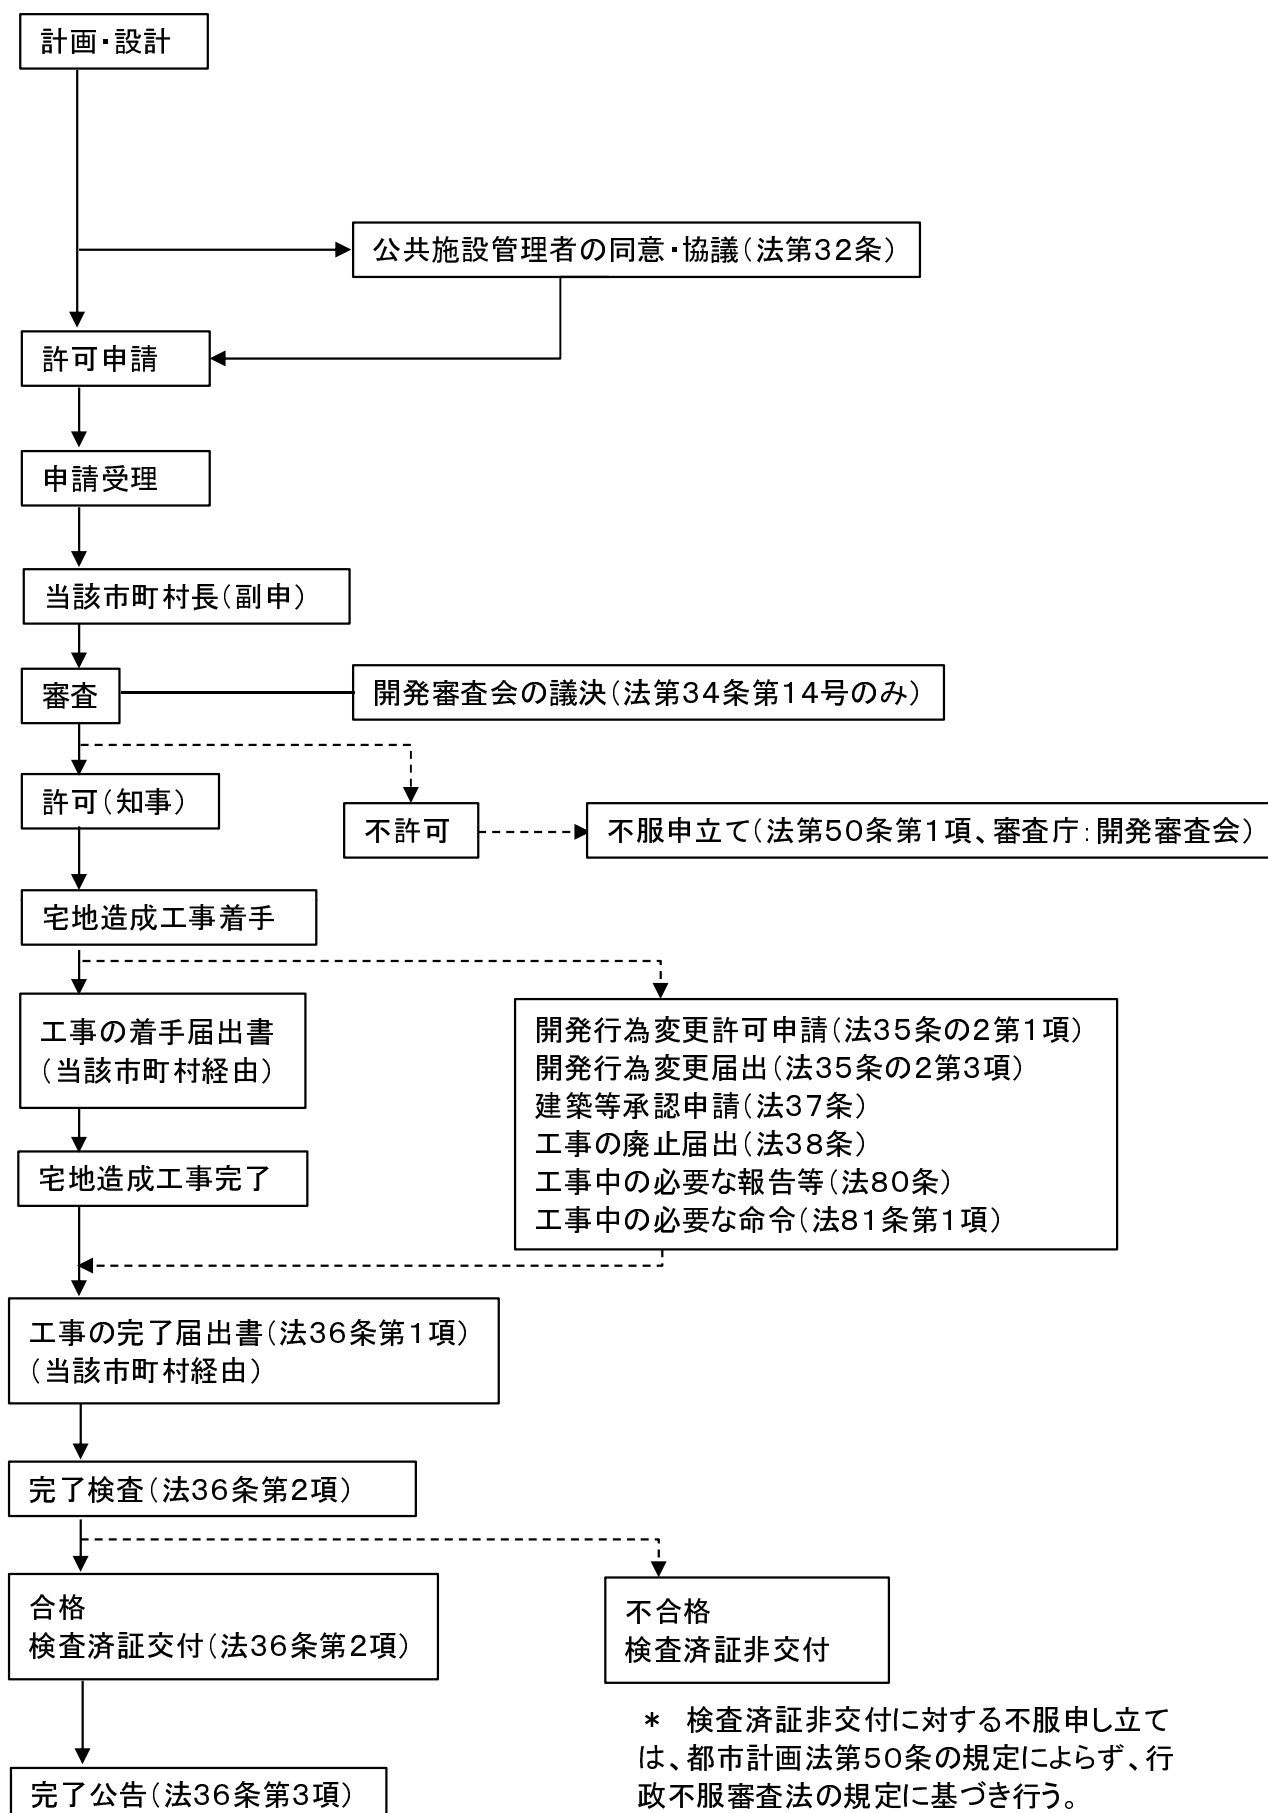 計画・設計
公共施設管理者の同意・協議（法第３２条）
許可申請
申請受理
当該市町村長（副申）
審査
開発審査会の議決（法第３４条第１４号のみ）
許可（知事）
不許可
不服申立て（法第５０条第１項、審査庁：開発審査会）
宅地造成工事着手
工事の着手届出書
（当該市町村経由）
開発行為変更許可申請（法３５条の２第１項）
開発行為変更届出（法３５条の２第３項）
建築等承認申請（法３７条）
工事の廃止届出（法３８条）
工事中の必要な報告等（法８０条）
工事中の必要な命令（法８１条第１項）
宅地造成工事完了
工事の完了届出書（法３６条第１項）
（当該市町村経由）
完了検査（法３６条第２項）
合格
検査済証交付（法３６条第２項）
不合格
検査済証非交付
＊　検査済証非交付に対する不服申し立て
は、都市計画法第５０条の規定によらず、行
政不服審査法の規定に基づき行う。
完了公告（法３６条第３項）